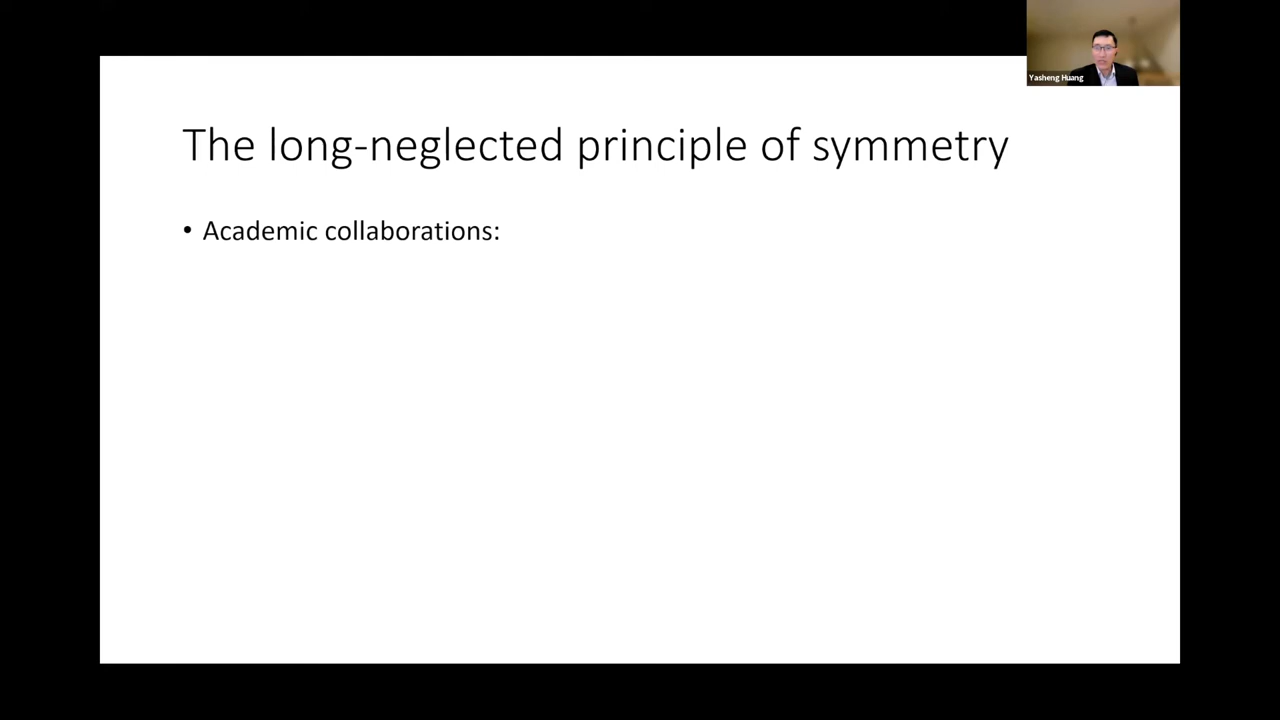 Yasheng Huang
The long-neglected principle of symmetry
• Academic collaborations: